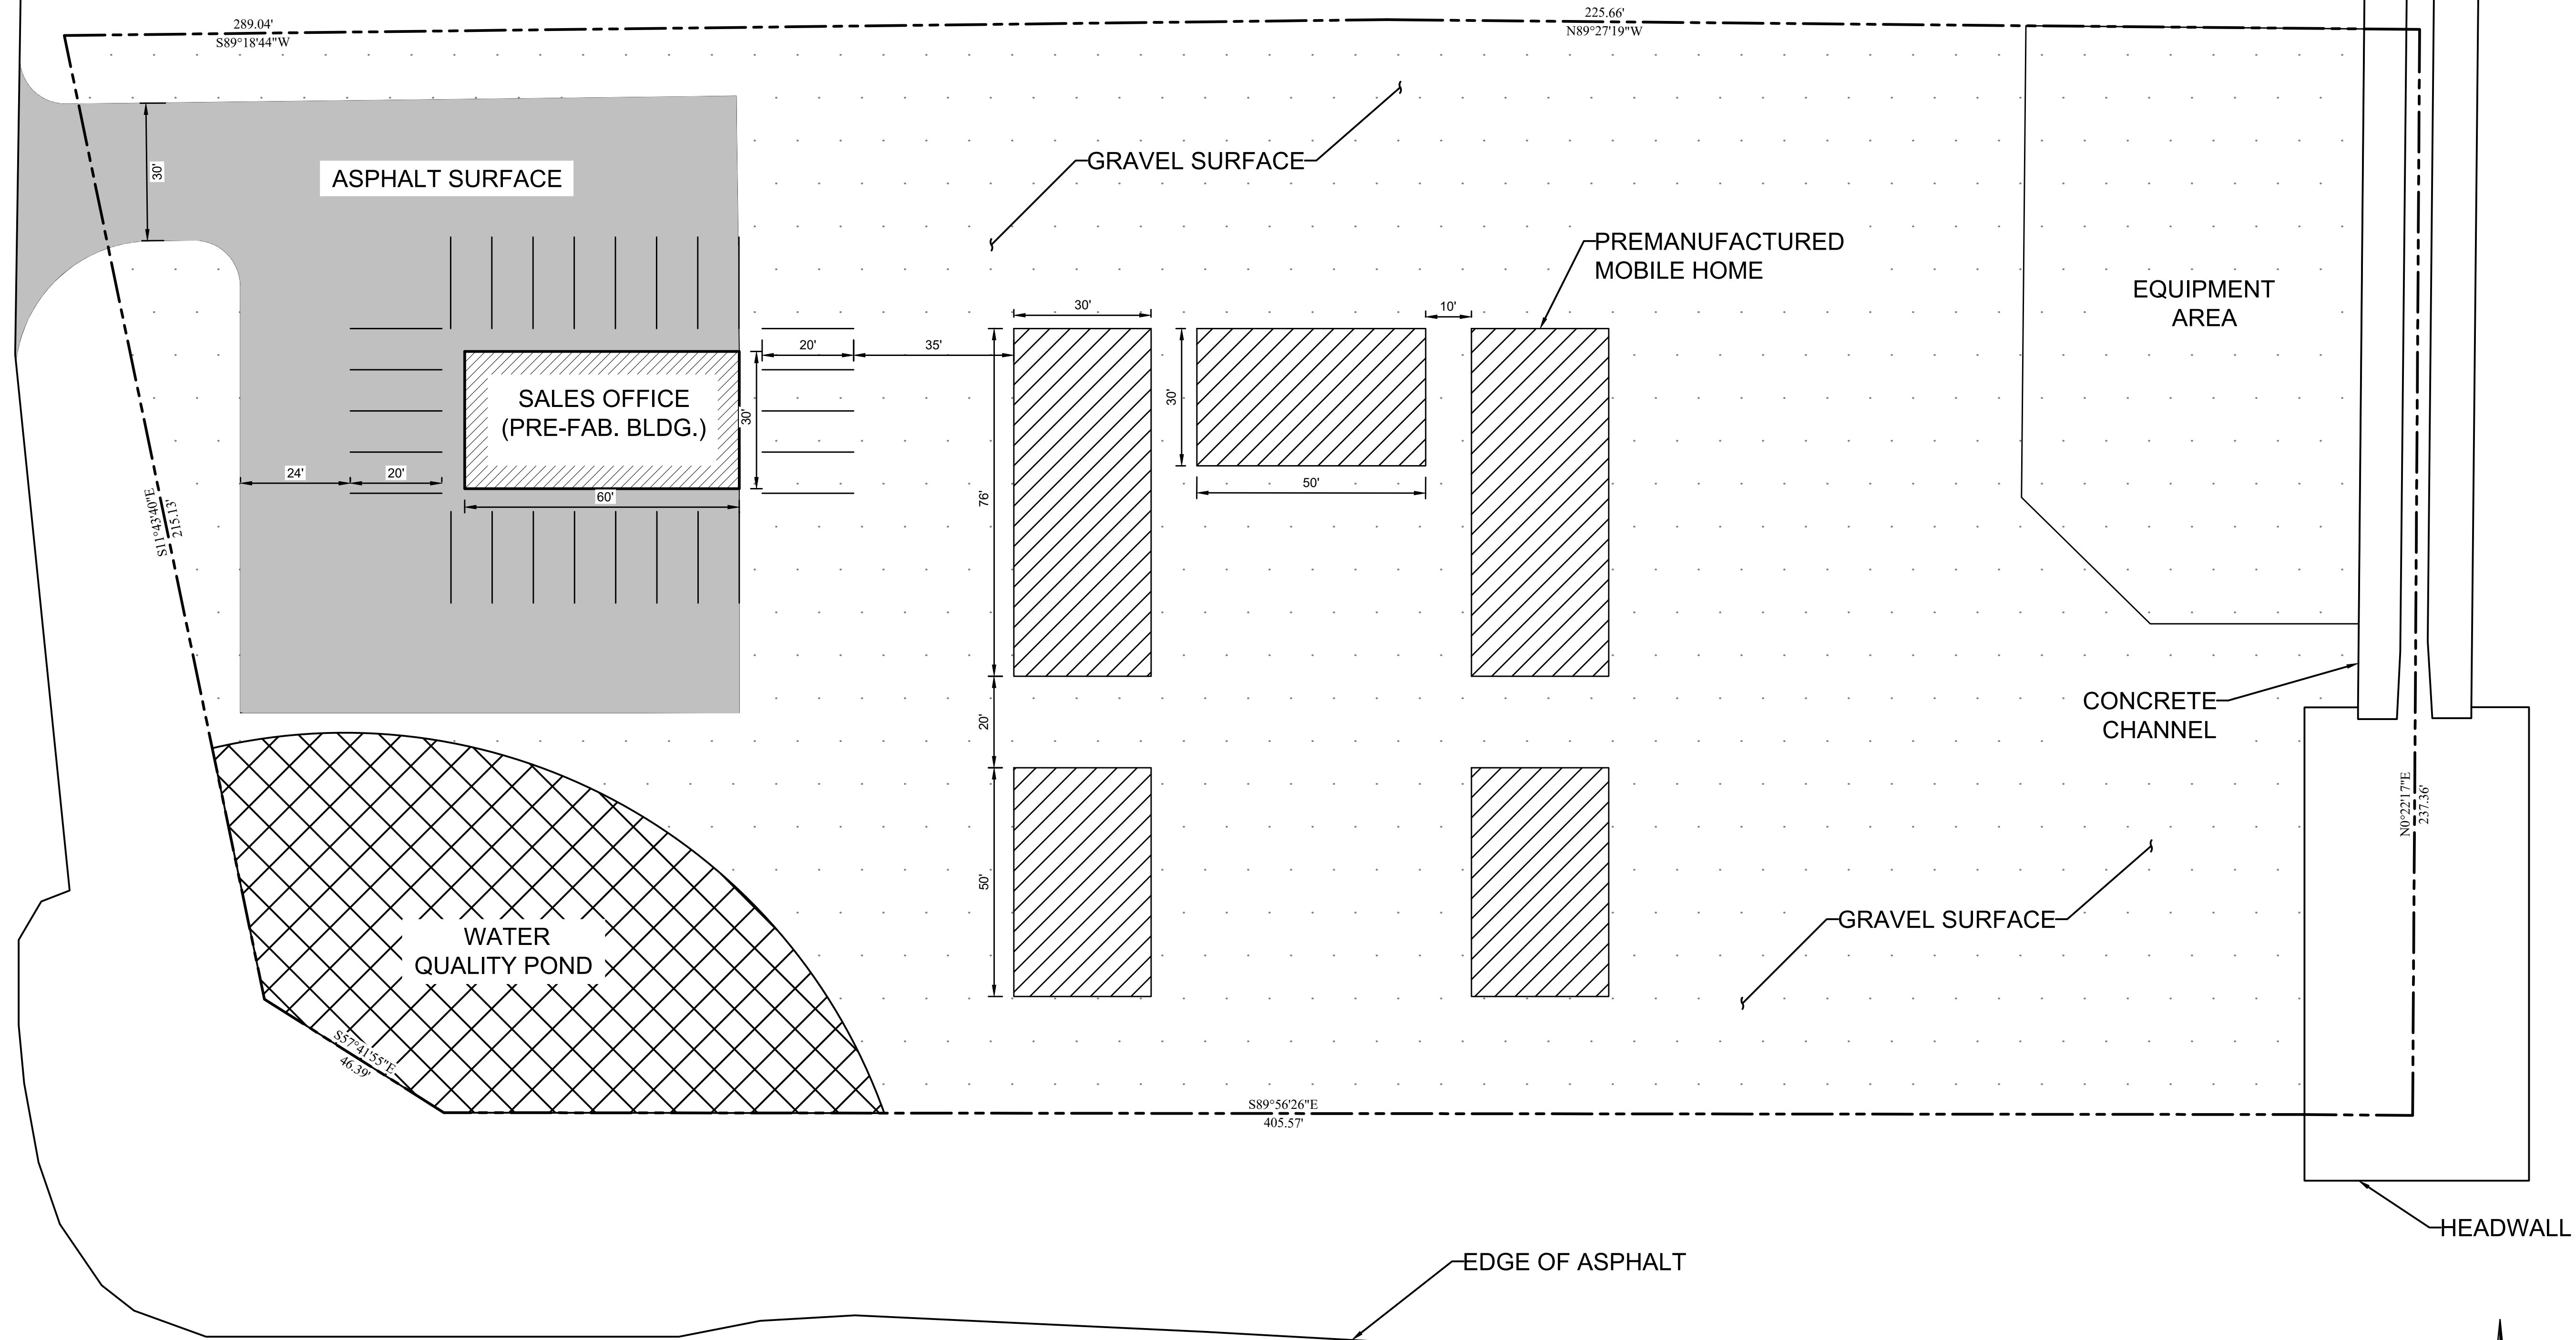 289.04'
S89°18'44"W
225.66'
N89°27'19"W
30'
ASPHALT SURFACE
GRAVEL SURFACE
PREMANUFACTURED
MOBILE HOME
EQUIPMENT
AREA
30'
10'
20'
35'
30'
30'
SALES OFFICE
(PRE-FAB. BLDG.)
24'
20'
60'
50'
76'
S11°43'40"E
215.13'
CONCRETE
CHANNEL
20'
N0°22'17"E
237.36'
50'
GRAVEL SURFACE
WATER
QUALITY POND
S57°41'55"E
46.39'
S89°56'26"E
405.57'
HEADWALL
EDGE OF ASPHALT